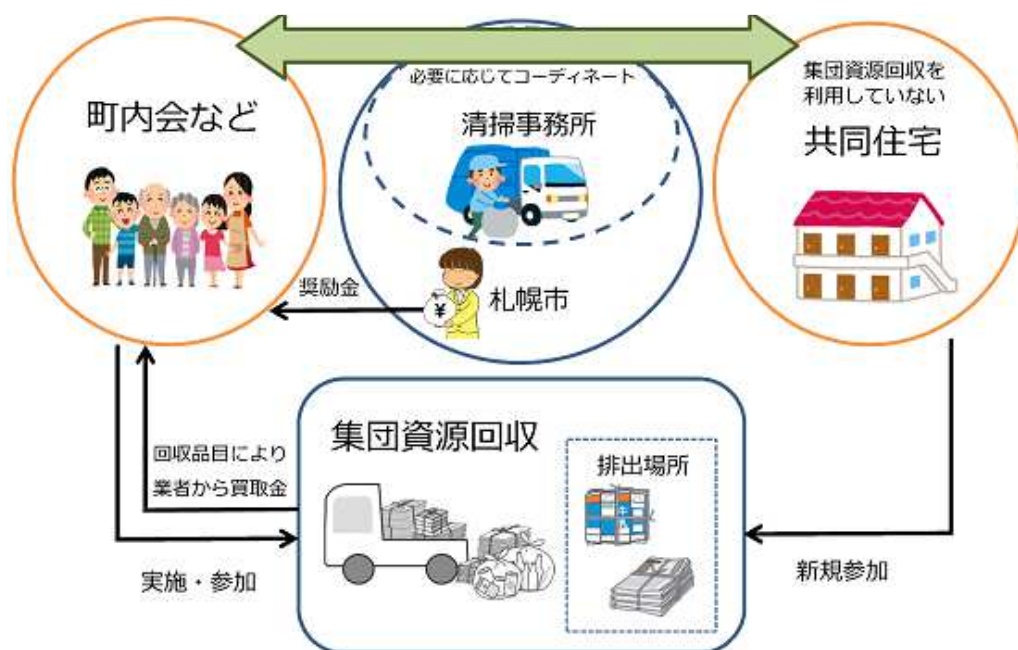 必要に応じてコーディネート
清掃事務所
町内会など
集団資源回収を
利用していない
共同住宅
奨励金
¥
札幌市
集団資源回収
排出場所
回収品目により
業者から買取金
実施・参加
新規参加